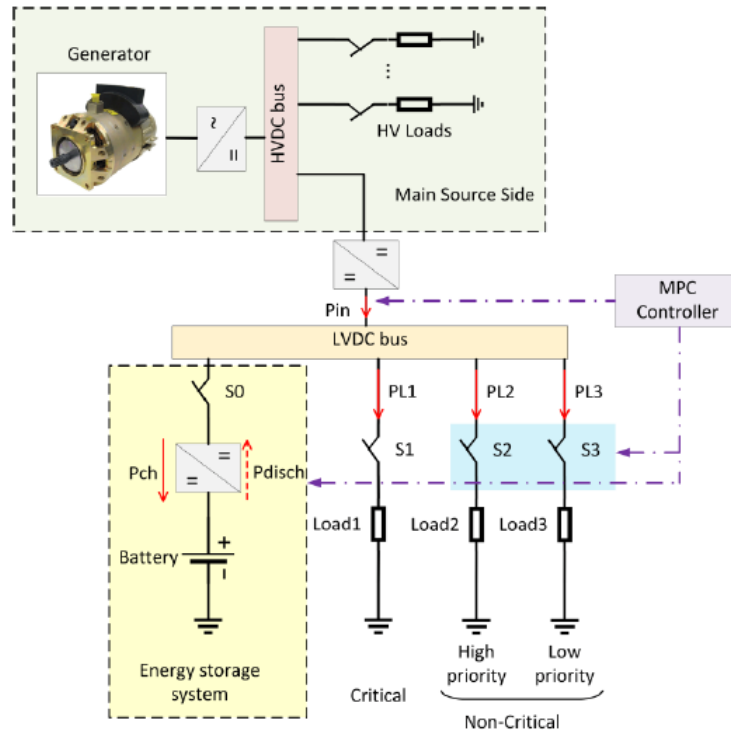 Generator
HVDC bus
HV Loads
Main Source Side
MPC
Controller
Pin
LVDC bus
S0
PL1
PL2
PL3
S1
S2
S3
Pch
Pdisch
Load1
Load2
Load3
Battery
+
−
Energy storage
system
Critical
High
priority
Low
priority
Non-Critical